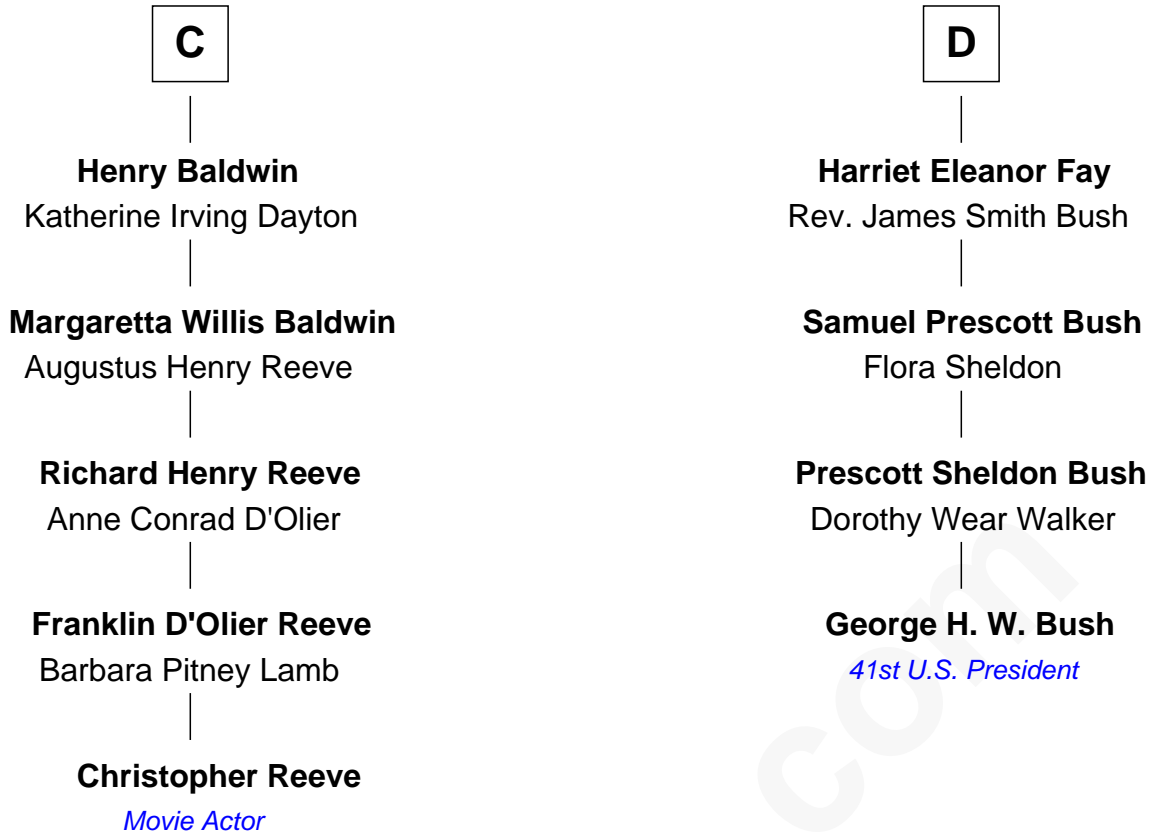 C
Henry Baldwin
Katherine Irving Dayton
Margaretta Willis Baldwin
Augustus Henry Reeve
Richard Henry Reeve
Anne Conrad D'Olier
Franklin D'Olier Reeve
Barbara Pitney Lamb
Christopher Reeve
Movie Actor
D
Harriet Eleanor Fay
Rev. James Smith Bush
Samuel Prescott Bush
Flora Sheldon
Prescott Sheldon Bush
Dorothy Wear Walker
George H. W. Bush
41st U.S. President
com